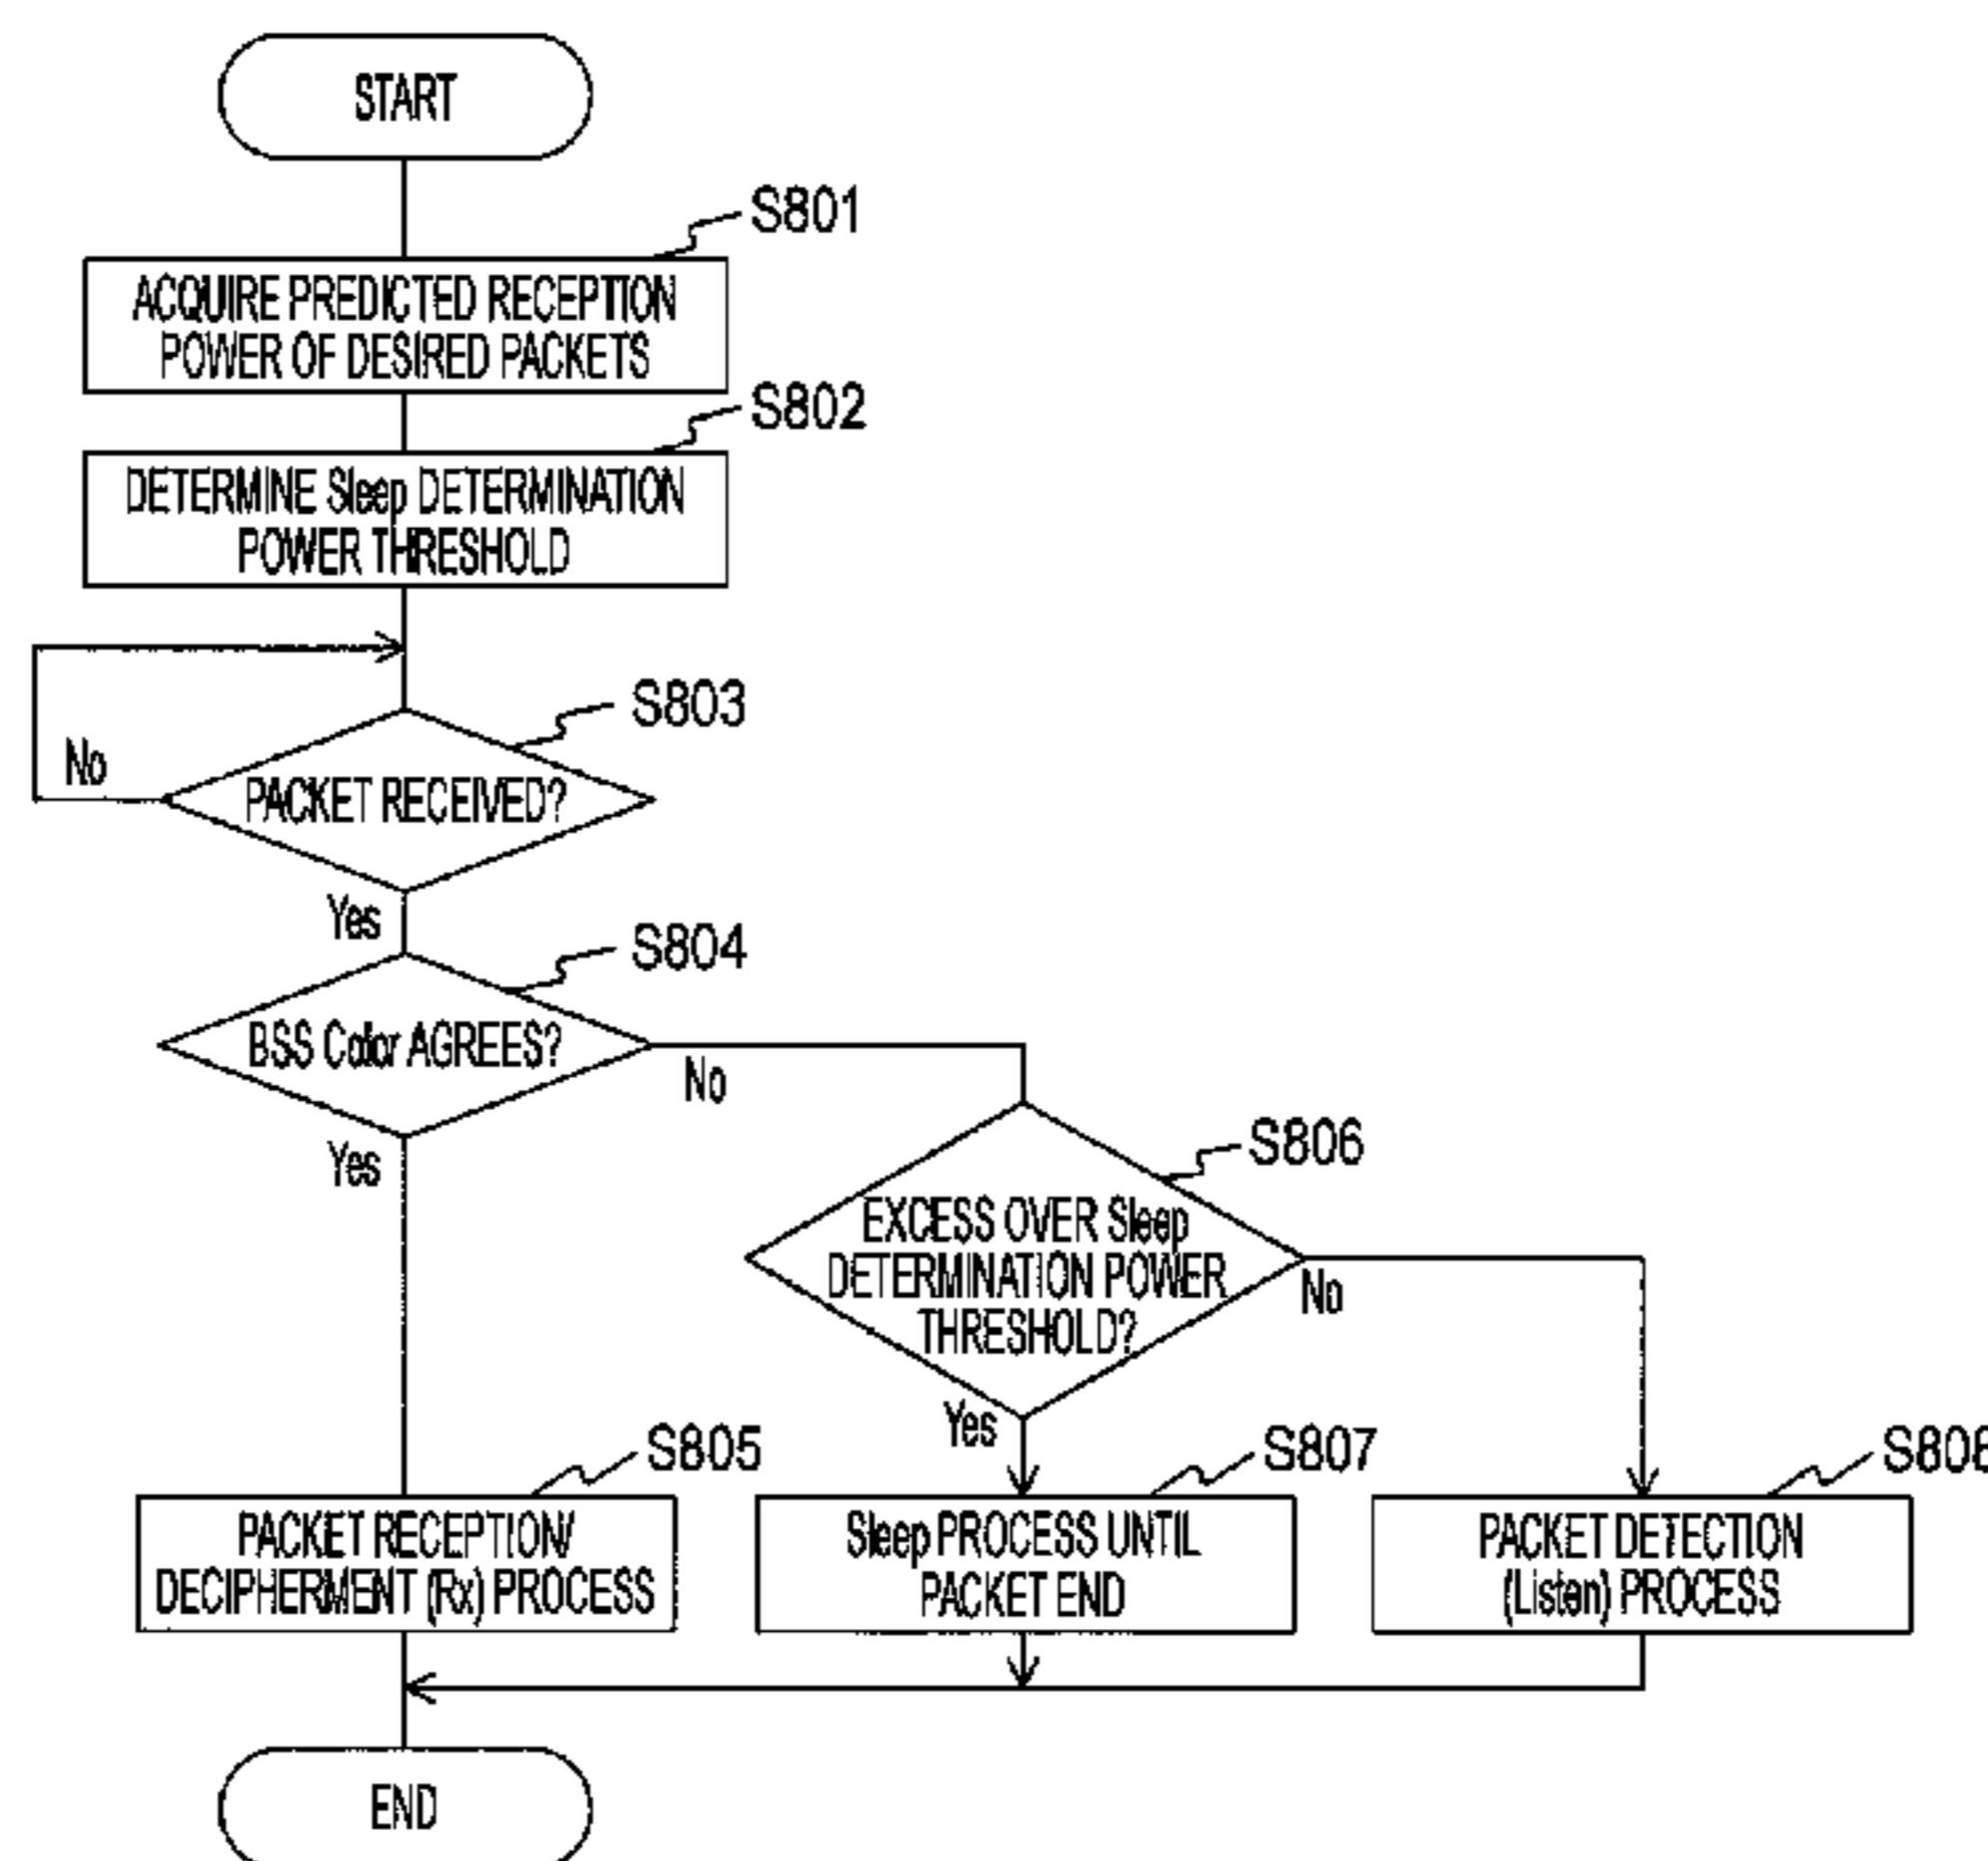 START
S801
ACQUIRE PREDICTED RECEPTION
POWER OF DESIRED PACKETS
S802
DETERMINE Sleep DETERMINATION
POWER THRESHOLD
S803
No
PACKET RECEIVED?
Yes
S804
BSS Color AGREES?
No
Yes
S806
EXCESS OVER Sleep
DETERMINATION POWER
THRESHOLD?
No
Yes
S805
PACKET RECEPTION/
DECIPHERMENT (Rx) PROCESS
S807
Sleep PROCESS UNTIL
PACKET END
S808
PACKET DETECTION
(Listen) PROCESS
END